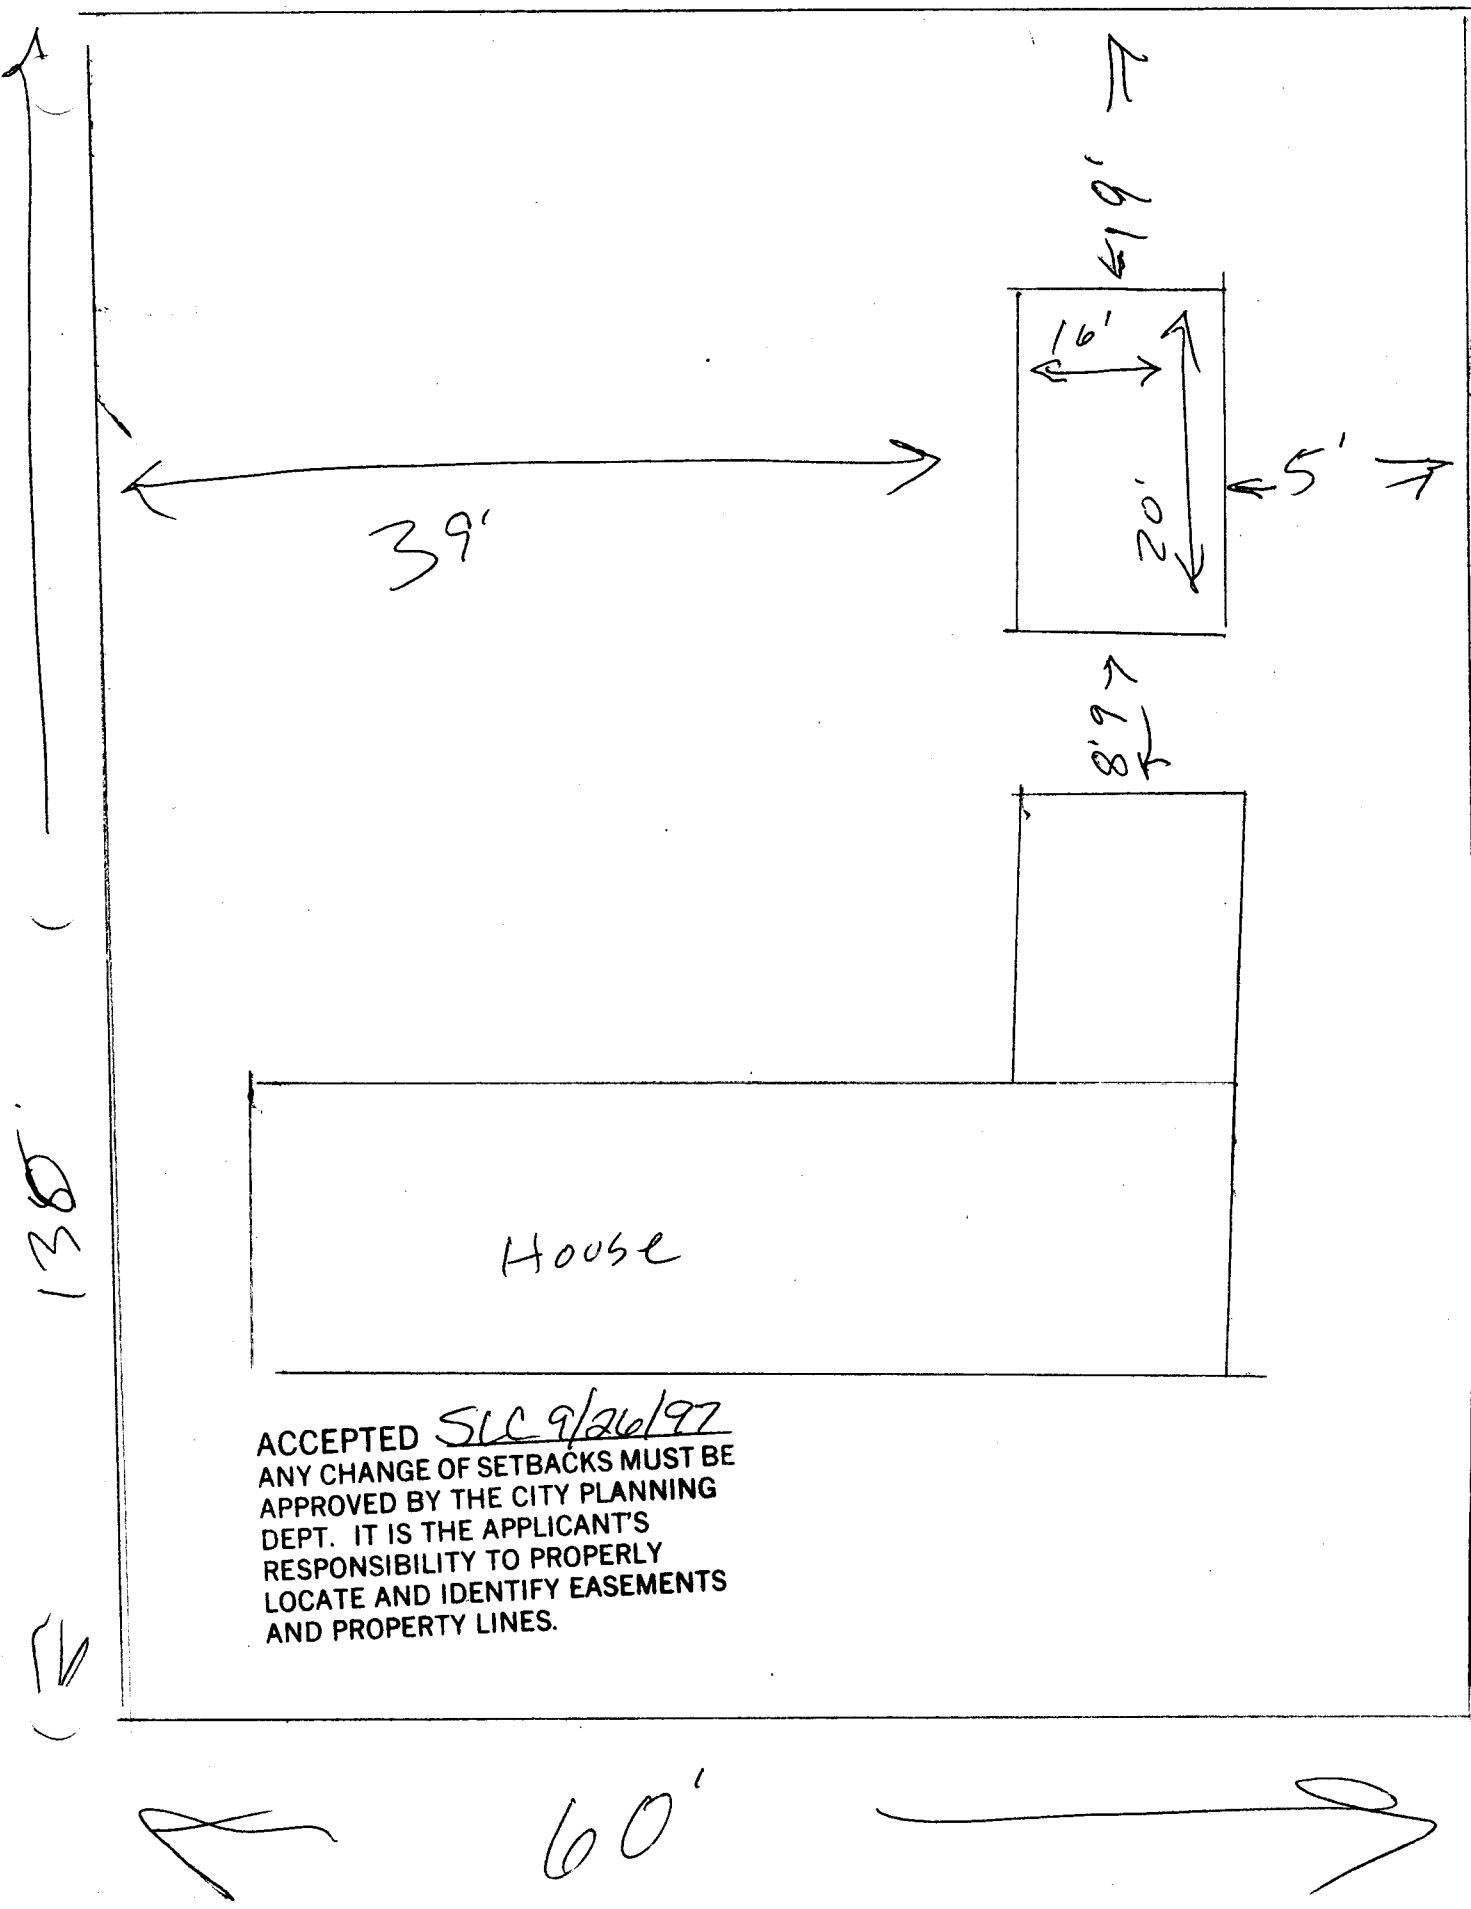 19'
16'
20'
39'
5'
House
ACCEPTED SLC 9/26/97
ANY CHANGE OF SETBACKS MUST BE
APPROVED BY THE CITY PLANNING
DEPT. IT IS THE APPLICANT'S
RESPONSIBILITY TO PROPERLY
LOCATE AND IDENTIFY EASEMENTS
AND PROPERTY LINES.
60'